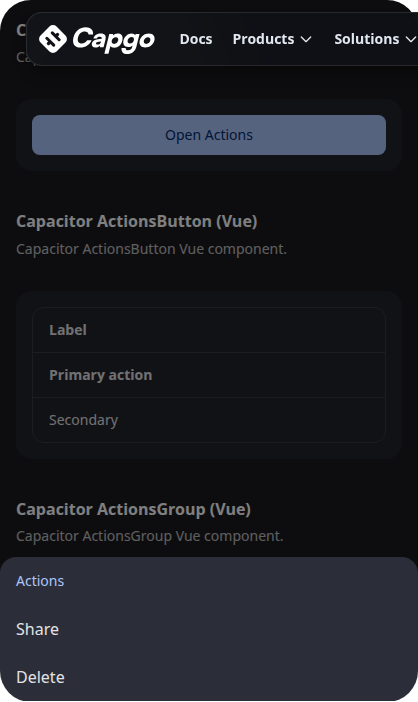 Capgo Docs Products Solutions
Open Actions
Capacitor ActionsButton (Vue)
Capacitor ActionsButton Vue component.
Label
Primary action
Secondary
Capacitor ActionsGroup (Vue)
Capacitor ActionsGroup Vue component.
Actions
Share
Delete